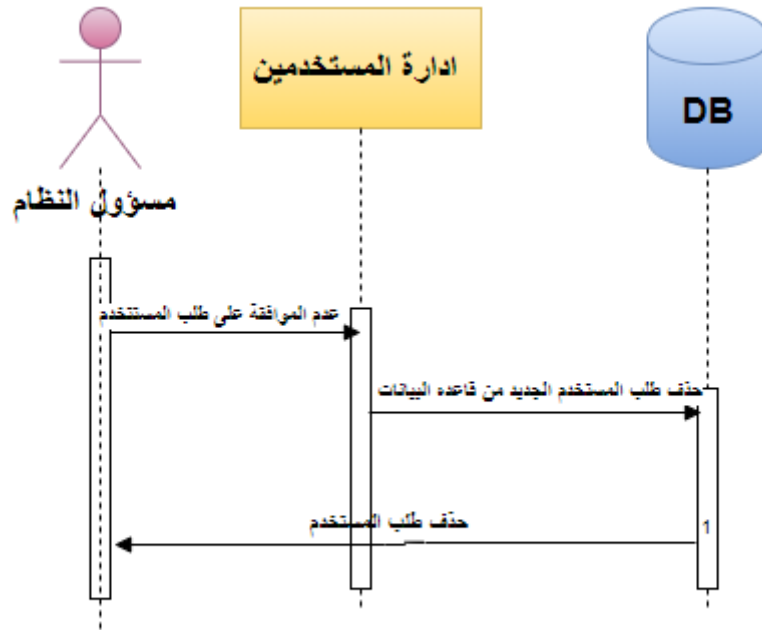 ادارة المستخدمين
DB
مسؤول النظام
عدم الموافقة على طلب المستتخدم
حذف طلب المستخدم الجديد من قاعده البيانات
حذف طلب المستخدم
1